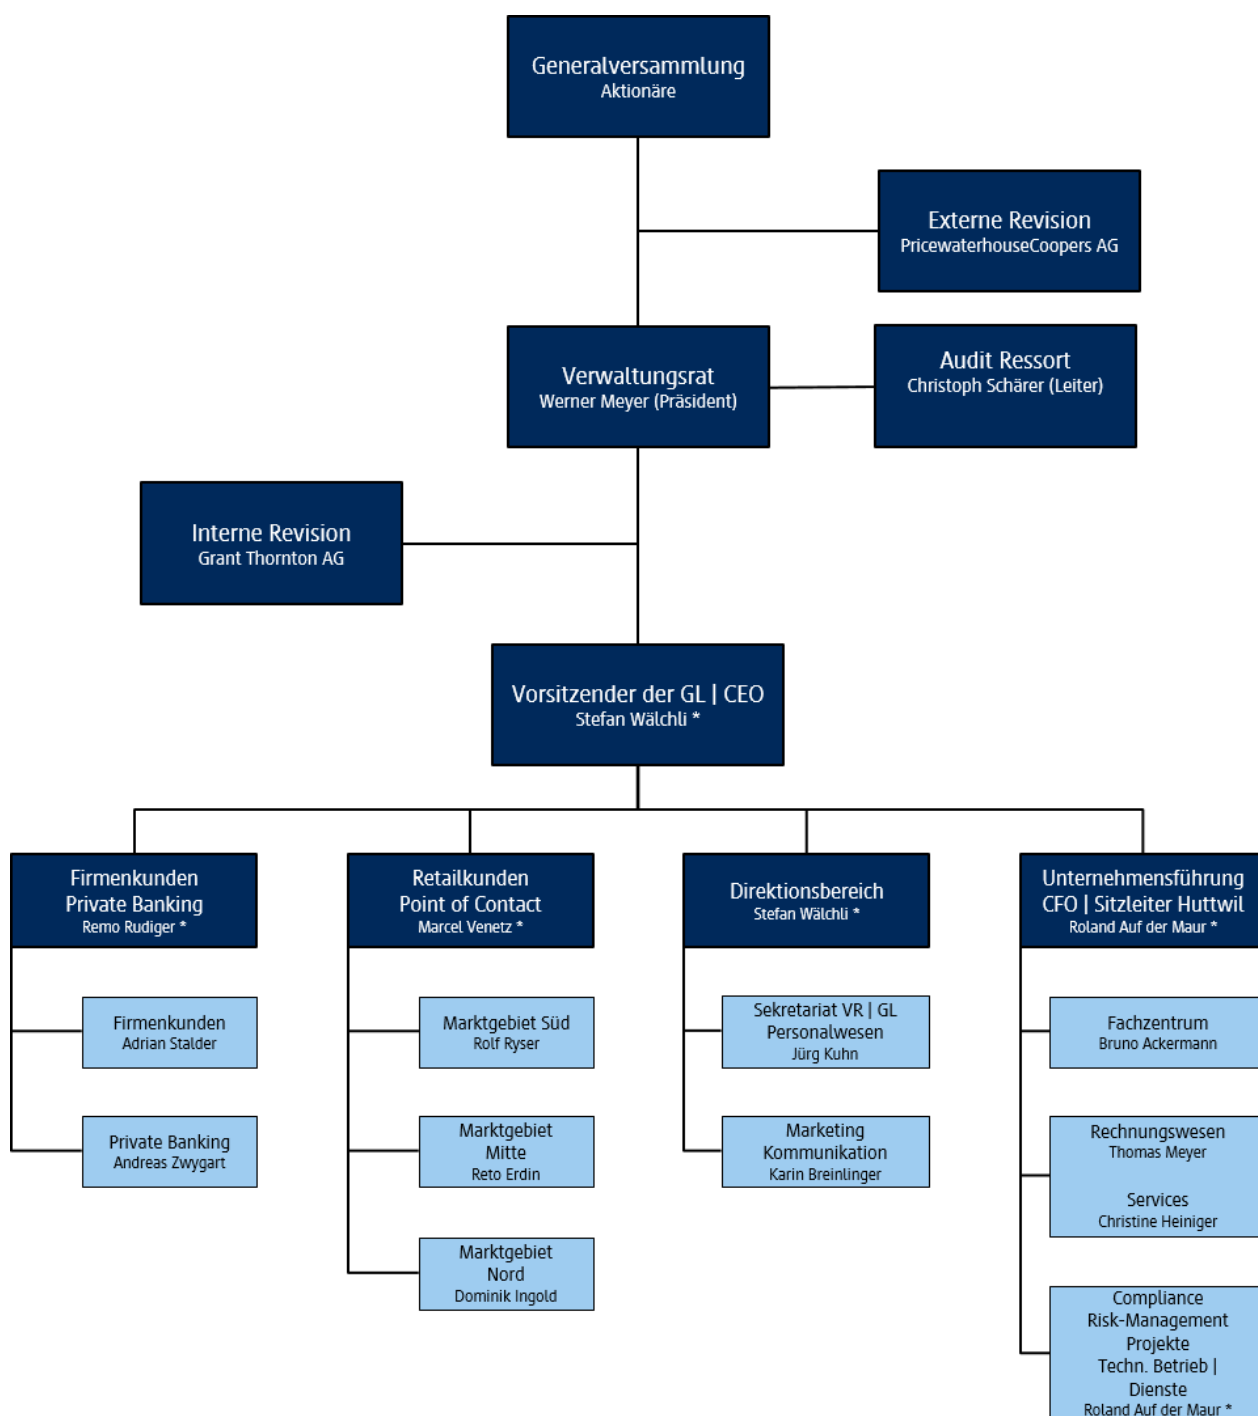 Generalversammlung
Aktionäre
Externe Revision
PricewaterhouseCoopers AG
Verwaltungsrat
Werner Meyer (Präsident)
Audit Ressort
Christoph Schärer (Leiter)
Interne Revision
Grant Thornton AG
Vorsitzender der GL | CEO
Stefan Wälchli *
Firmenkunden
Private Banking
Remo Rudiger *
Firmenkunden
Adrian Stalder
Private Banking
Andreas Zwygart
Retailkunden
Point of Contact
Marcel Venetz *
Marktgebiet Süd
Rolf Ryser
Marktgebiet
Mitte
Reto Erdin
Marktgebiet
Nord
Dominik Ingold
Direktionsbereich
Stefan Wälchli *
Sekretariat VR | GL
Personalwesen
Jürg Kuhn
Marketing
Kommunikation
Karin Breinlinger
Unternehmensführung
CFO | Sitzleiter Huttwil
Roland Auf der Maur *
Fachzentrum
Bruno Ackermann
Rechnungswesen
Thomas Meyer
Services
Christine Heiniger
Compliance
Risk-Management
Projekte
Techn. Betrieb |
Dienste
Roland Auf der Maur *